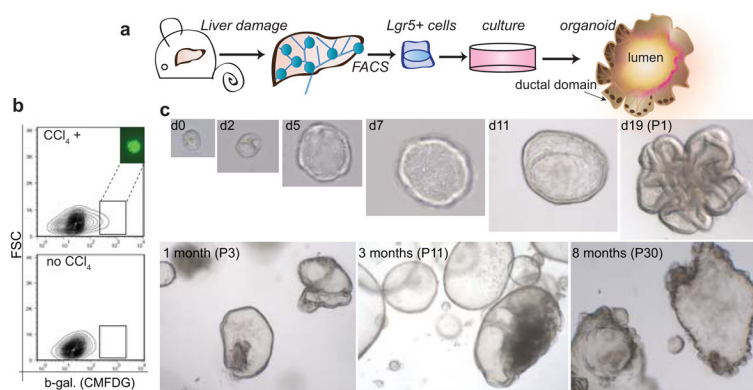 a
Liver damage
Lgr5+ cells
culture
organoid
FACS
lumen
ductal domain
b
CCl4 +
no CCl4
FSC
b-gal. (CMFDG)
c
d0
d2
d5
d7
d11
d19 (P1)
1 month (P3)
3 months (P11)
8 months (P30)